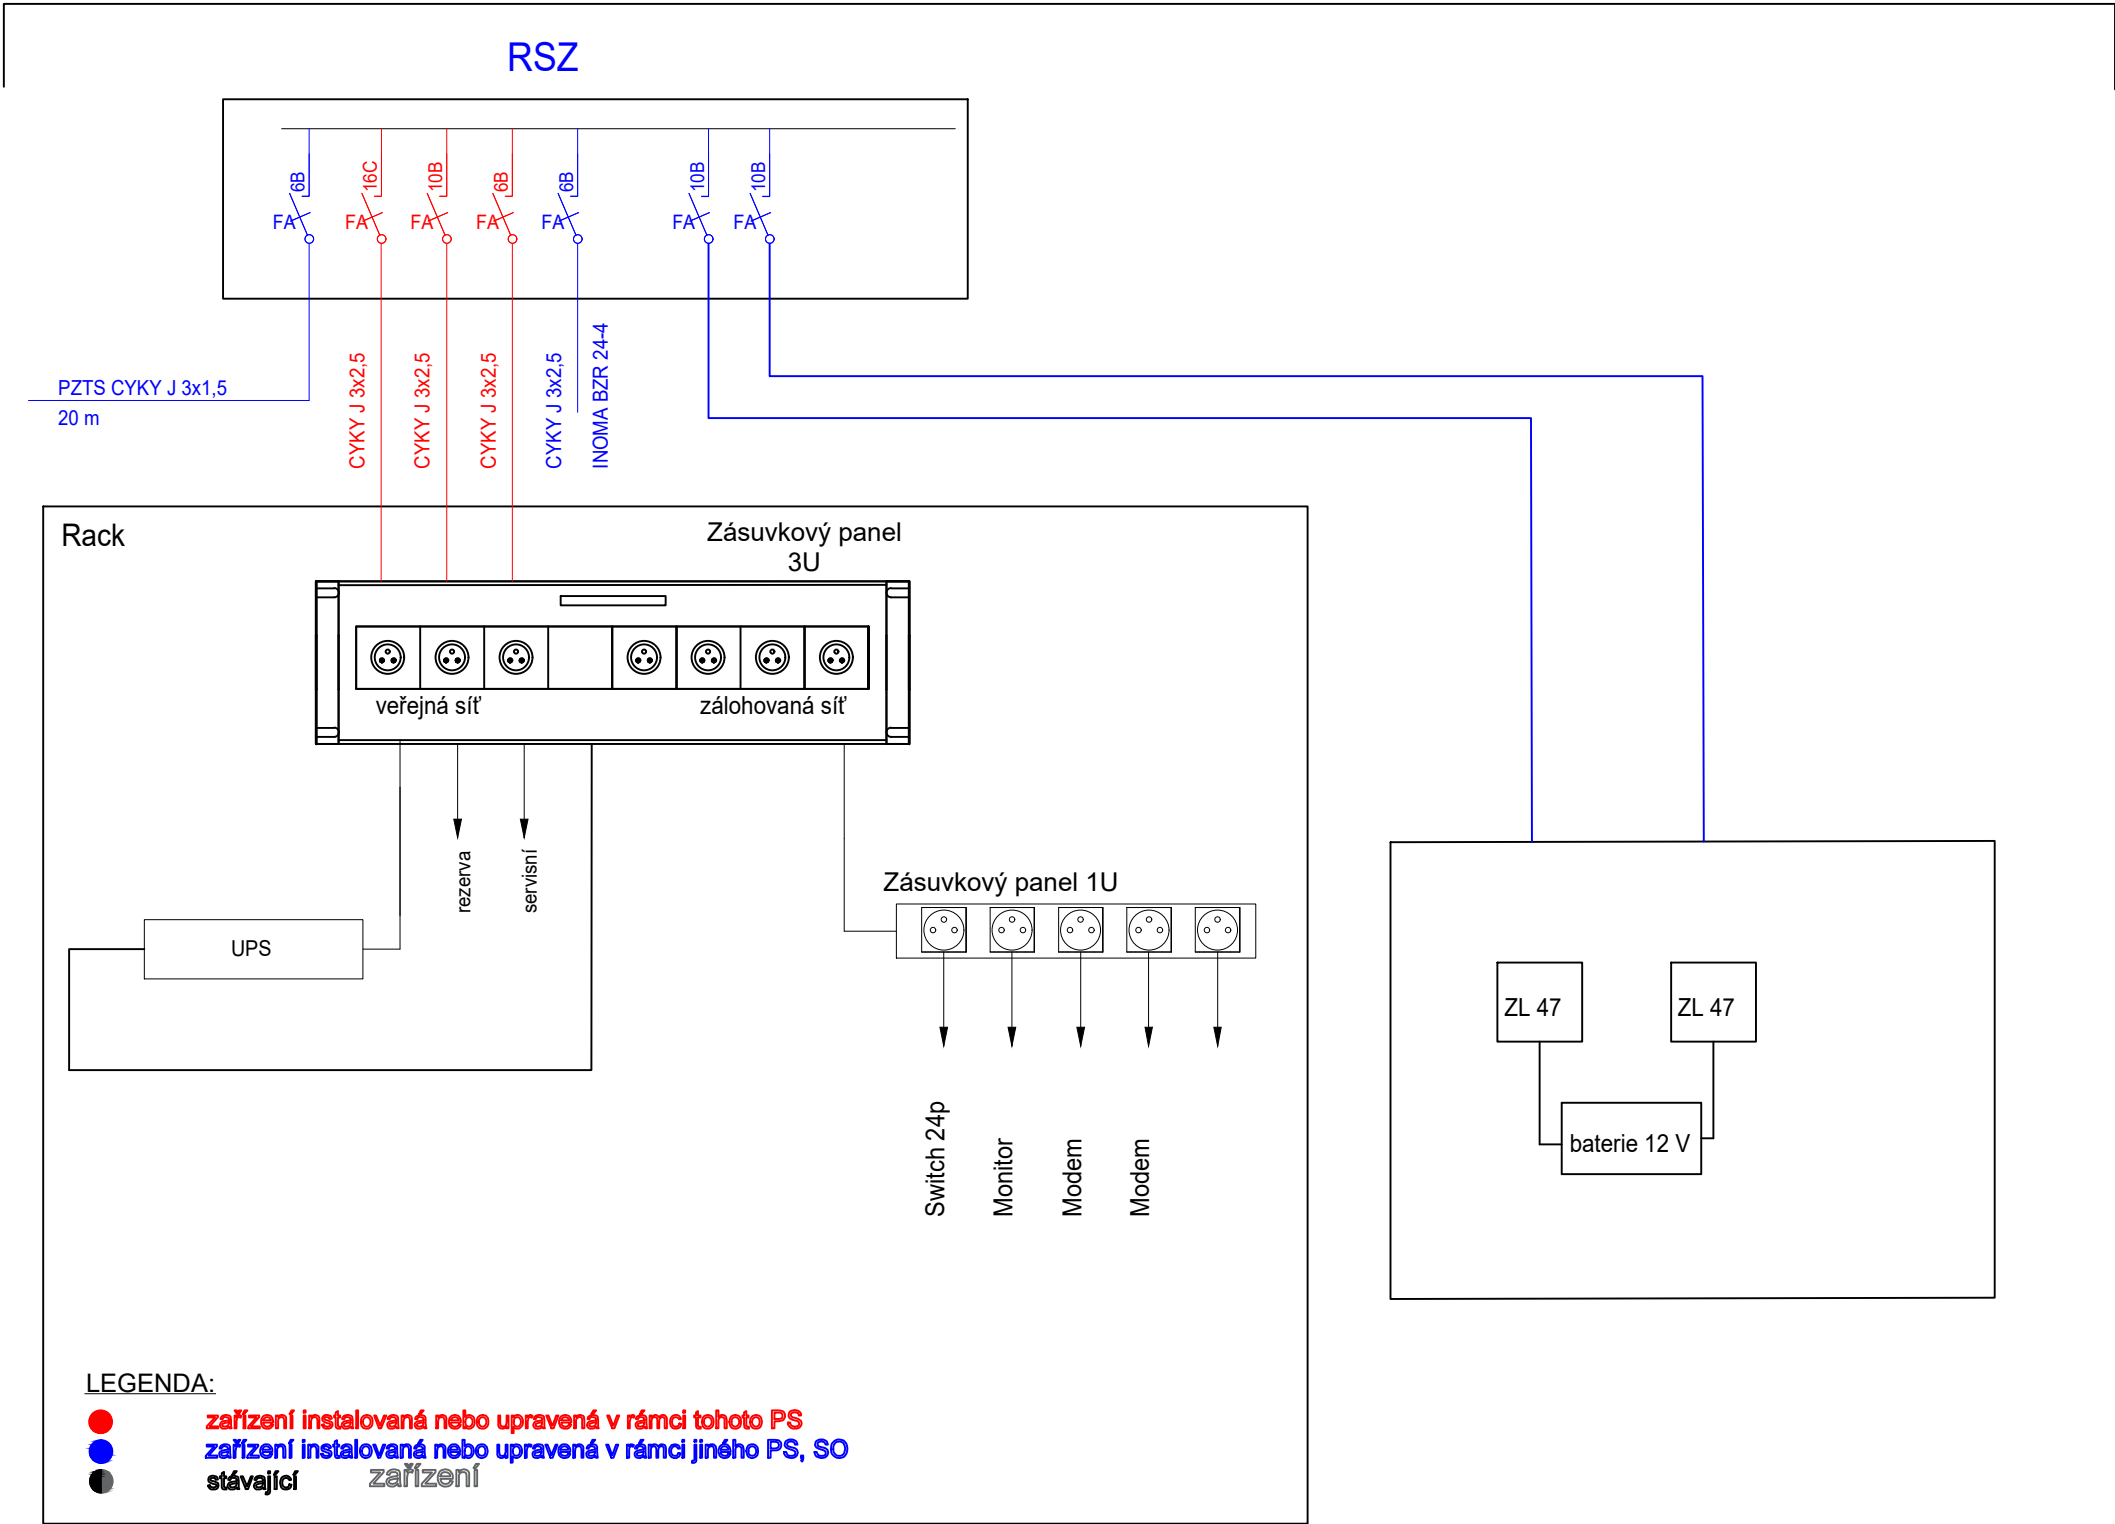 RSZ
6B
16C
10B
6B
6B
10B
10B
FA
FA
FA
FA
FA
FA
FA
PZTS CYKY J 3x1,5
20 m
CYKY J 3x2,5
CYKY J 3x2,5
CYKY J 3x2,5
CYKY J 3x2,5
INOMA BZR 24-4
Rack
Zásuvkový panel
3U
veřejná síť
zálohovaná síť
rezerva
servisní
UPS
Zásuvkový panel 1U
Switch 24p
Monitor
Modem
Modem
ZL 47
ZL 47
baterie 12 V
LEGENDA:
zařízení instalovaná nebo upravená v rámci tohoto PS
zařízení instalovaná nebo upravená v rámci jiného PS, SO
stávající zařízení